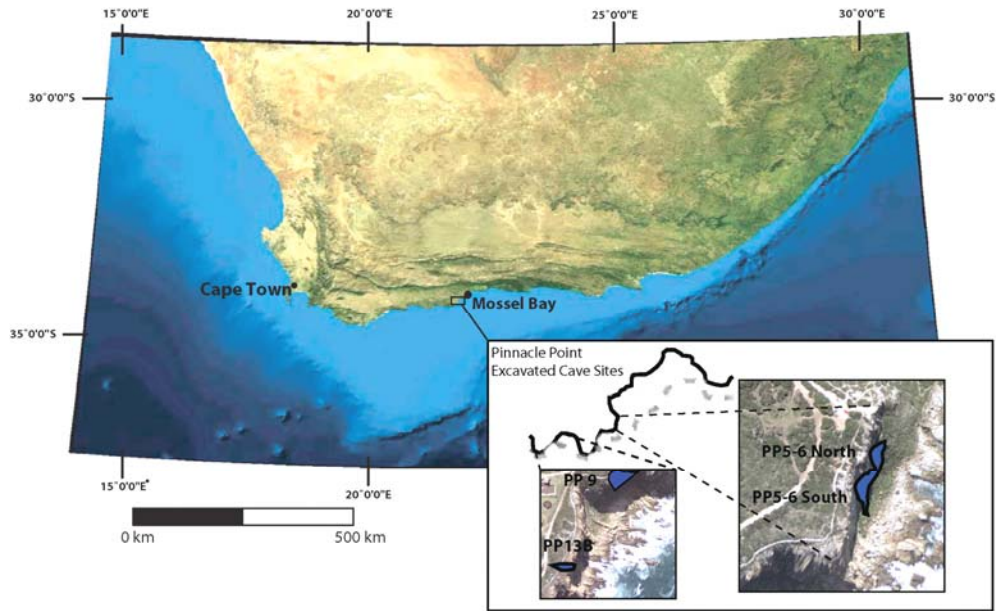 15˚0'0"S
20˚0'0"E
25˚0'0"E
30˚0'0"E
30˚0'0"S
30˚0'0"S
Cape Town
Mossel Bay
35˚0'0"S
Pinnacle Point
Excavated Cave Sites
PP5-6 North
PP 9
PP5-6 South
15˚0'0"E
20˚0'0"E
PP13B
0 km
500 km